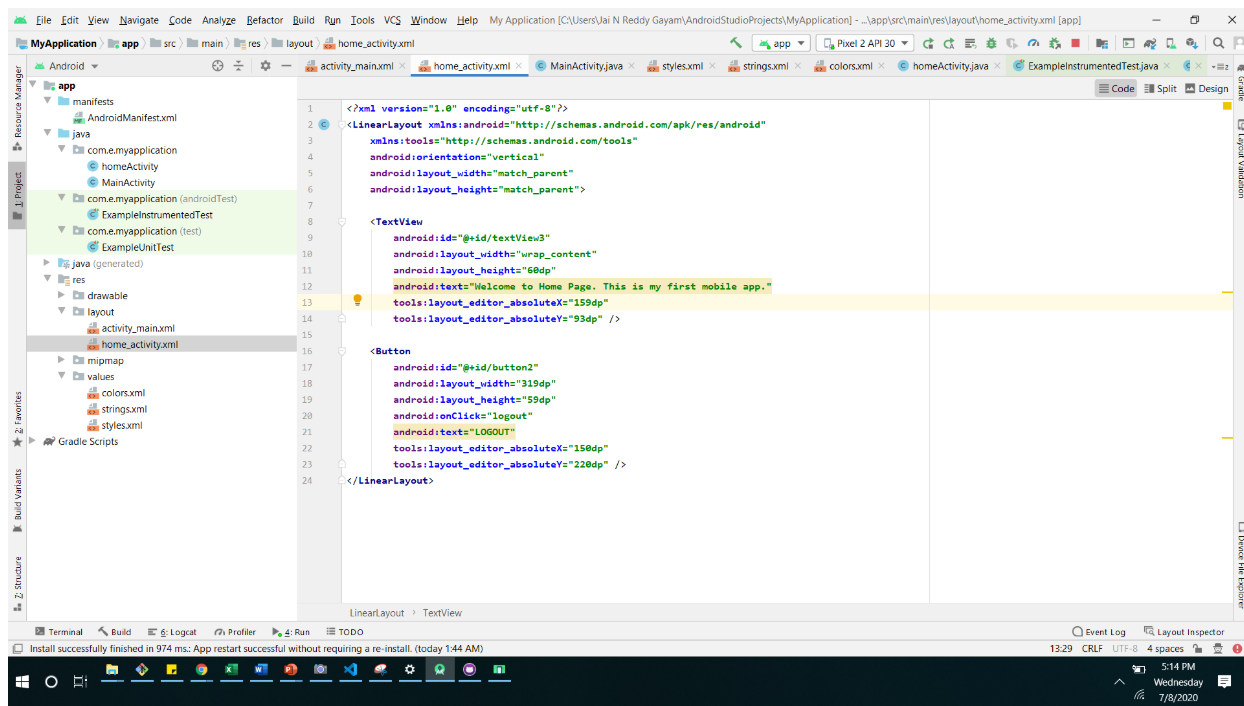 File Edit View Navigate Code Analyze Refactor Build Run Tools VCS Window Help My Application [C:\Users\Jai N Reddy Gayam\AndroidStudioProjects\MyApplication] - ...\app\src\main\res\layout\home_activity.xml [app]
MyApplication app src main res layout home_activity.xml app Pixel 2 API 30
Android activity_main.xml home_activity.xml MainActivity.java styles.xml strings.xml colors.xml homeActivity.java ExampleInstrumentedTest.java
Code Split Design
Resource Manager
1: Project
2: Favorites
Build Variants
7: Structure
app
manifests
AndroidManifest.xml
java
com.e.myapplication
homeActivity
MainActivity
com.e.myapplication (androidTest)
ExampleInstrumentedTest
com.e.myapplication (test)
ExampleUnitTest
java (generated)
res
drawable
layout
activity_main.xml
home_activity.xml
mipmap
values
colors.xml
strings.xml
styles.xml
Gradle Scripts
1 <?xml version="1.0" encoding="utf-8"?>
2 <LinearLayout xmlns:android="http://schemas.android.com/apk/res/android"
3 xmlns:tools="http://schemas.android.com/tools"
4 android:orientation="vertical"
5 android:layout_width="match_parent"
6 android:layout_height="match_parent">
7
8 <TextView
9 android:id="@+id/textView3"
10 android:layout_width="wrap_content"
11 android:layout_height="60dp"
12 android:text="Welcome to Home Page. This is my first mobile app."
13 tools:layout_editor_absoluteX="159dp"
14 tools:layout_editor_absoluteY="93dp" />
15
16 <Button
17 android:id="@+id/button2"
18 android:layout_width="319dp"
19 android:layout_height="59dp"
20 android:onClick="logout"
21 android:text="LOGOUT"
22 tools:layout_editor_absoluteX="150dp"
23 tools:layout_editor_absoluteY="220dp" />
24 </LinearLayout>
Gradle
Layout Validation
Device File Explorer
LinearLayout › TextView
Terminal Build 6: Logcat Profiler 4: Run TODO Event Log Layout Inspector
Install successfully finished in 974 ms.: App restart successful without requiring a re-install. (today 1:44 AM) 13:29 CRLF UTF-8 4 spaces
5:14 PM
Wednesday
7/8/2020